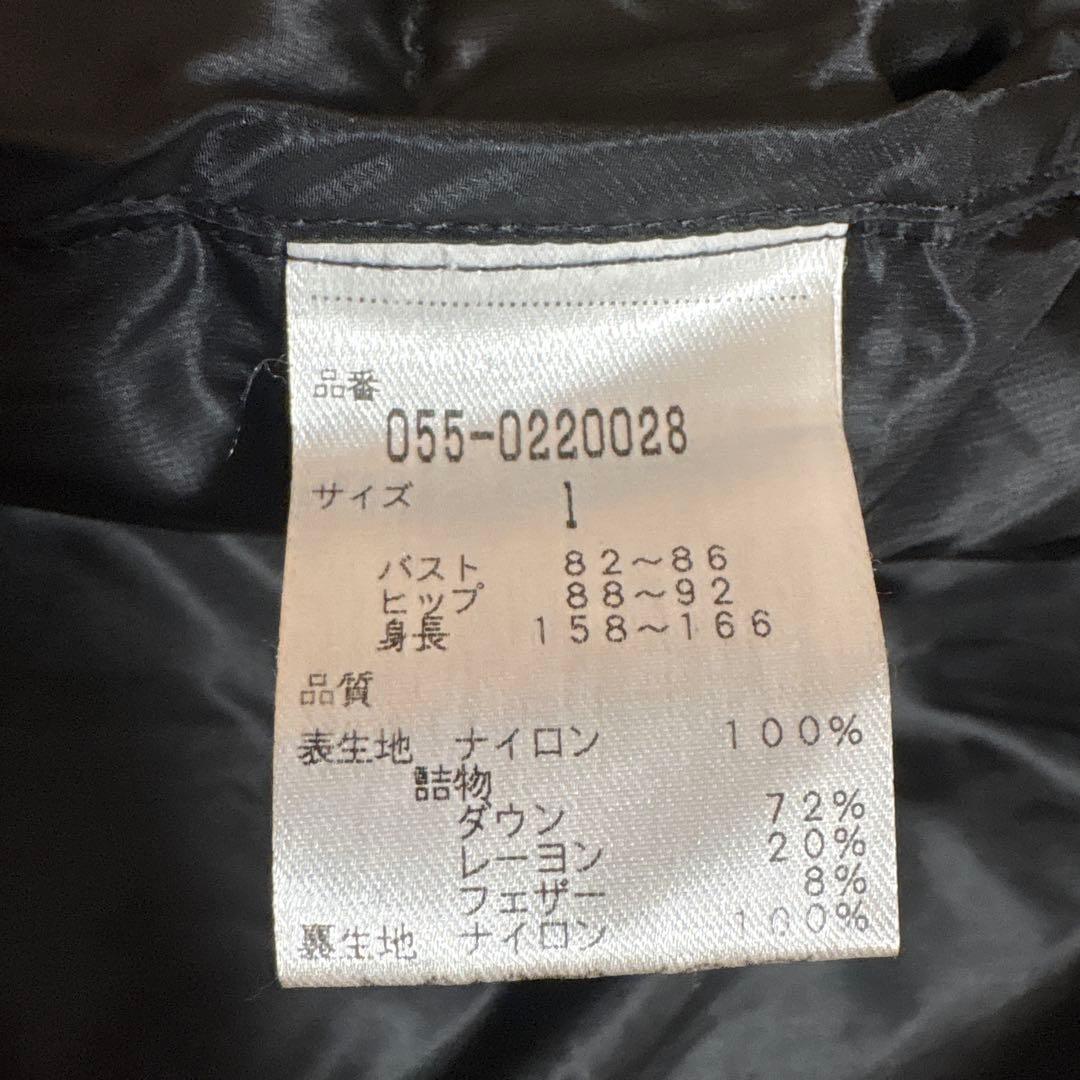 品番
055-0220028
サイズ 1
バスト 82~86
ヒップ 88~92
身長 158~166
品質
表生地 ナイロン 100%
詰物
ダウン 72%
レーヨン 20%
フェザー 8%
裏生地 ナイロン 100%